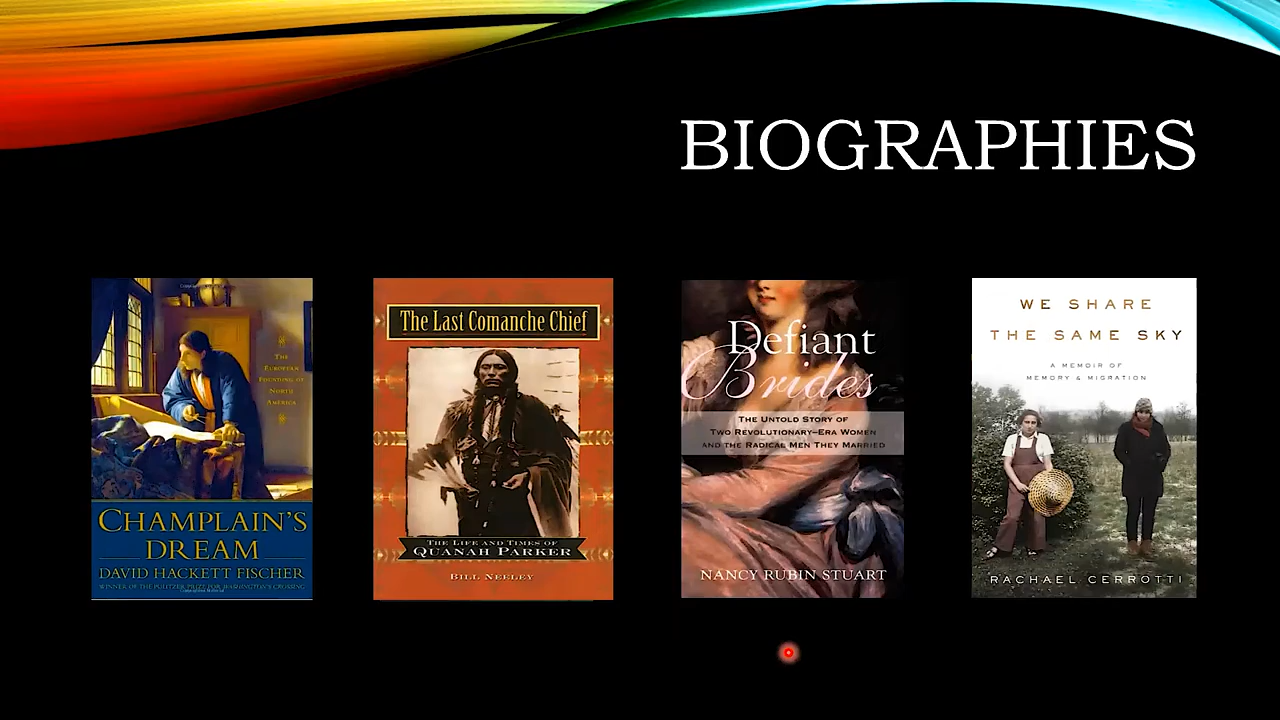 BIOGRAPHIES
THE
EUROPEAN
FOUNDING OF
NORTH
AMERICA
CHAMPLAIN'S
DREAM
DAVID HACKETT FISCHER
WINNER OF THE PULITZER PRIZE FOR WASHINGTON'S CROSSING
The Last Comanche Chief
THE LIFE AND TIMES OF
QUANAH PARKER
BILL NEELEY
Defiant
Brides
THE UNTOLD STORY OF
TWO REVOLUTIONARY-ERA WOMEN
AND THE RADICAL MEN THEY MARRIED
NANCY RUBIN STUART
WE SHARE
THE SAME SKY
A MEMOIR OF
MEMORY & MIGRATION
RACHAEL CERROTTI